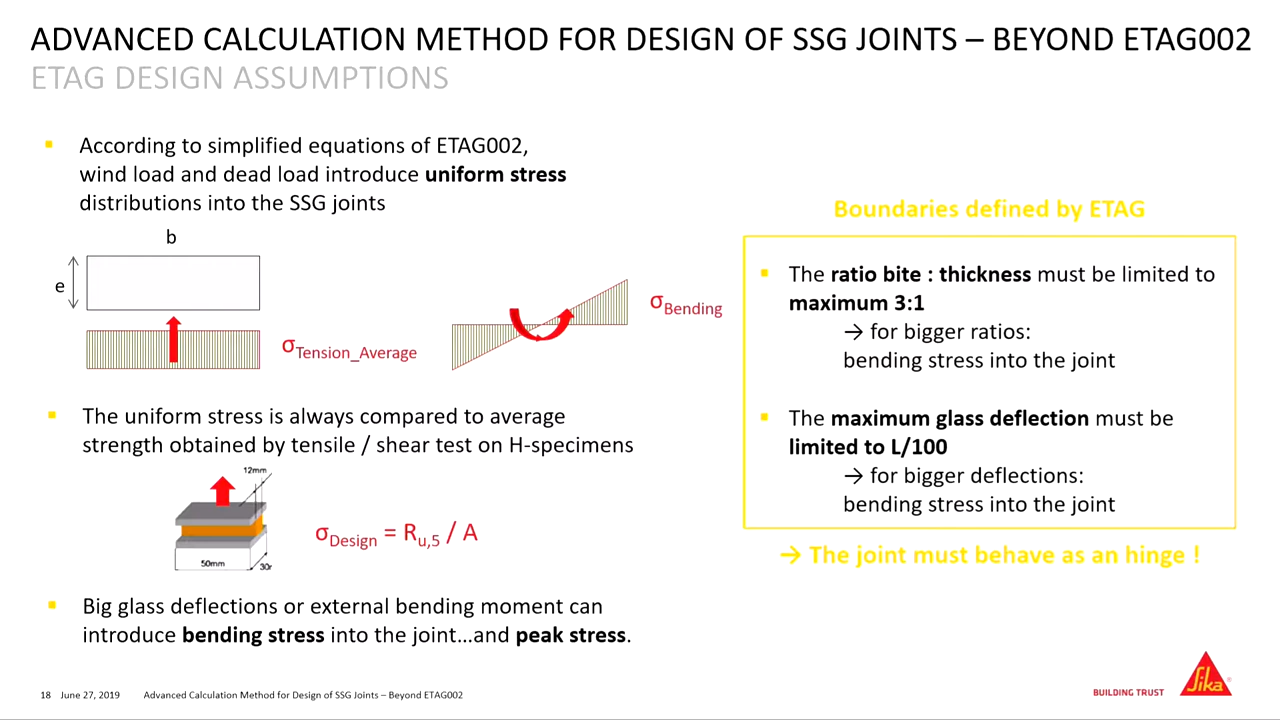 ADVANCED CALCULATION METHOD FOR DESIGN OF SSG JOINTS – BEYOND ETAG002
ETAG DESIGN ASSUMPTIONS
According to simplified equations of ETAG002,
wind load and dead load introduce uniform stress
distributions into the SSG joints
b
e
σTension_Average
σBending
The uniform stress is always compared to average
strength obtained by tensile / shear test on H-specimens
12mm
50mm
σDesign = Ru,5 / A
Big glass deflections or external bending moment can
introduce bending stress into the joint...and peak stress.
Boundaries defined by ETAG
The ratio bite : thickness must be limited to
maximum 3:1
→ for bigger ratios:
bending stress into the joint
The maximum glass deflection must be
limited to L/100
→ for bigger deflections:
bending stress into the joint
→ The joint must behave as an hinge !
18 June 27, 2019 Advanced Calculation Method for Design of SSG Joints – Beyond ETAG002
BUILDING TRUST
Sika®